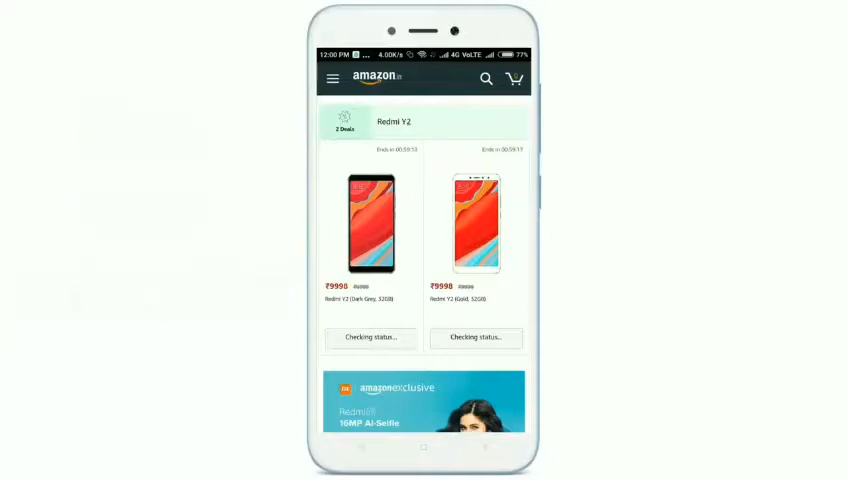 12:00 PM ... 4.00K/s 4G VoLTE 77%
amazon.in
0
2 Deals
Redmi Y2
Ends in 00:59:13
Ends in 00:59:17
₹9998
₹9998
Redmi Y2 (Dark Grey, 32GB)
Redmi Y2 (Gold, 32GB)
Checking status...
Checking status...
mi amazonexclusive
16MP AI-Selfie